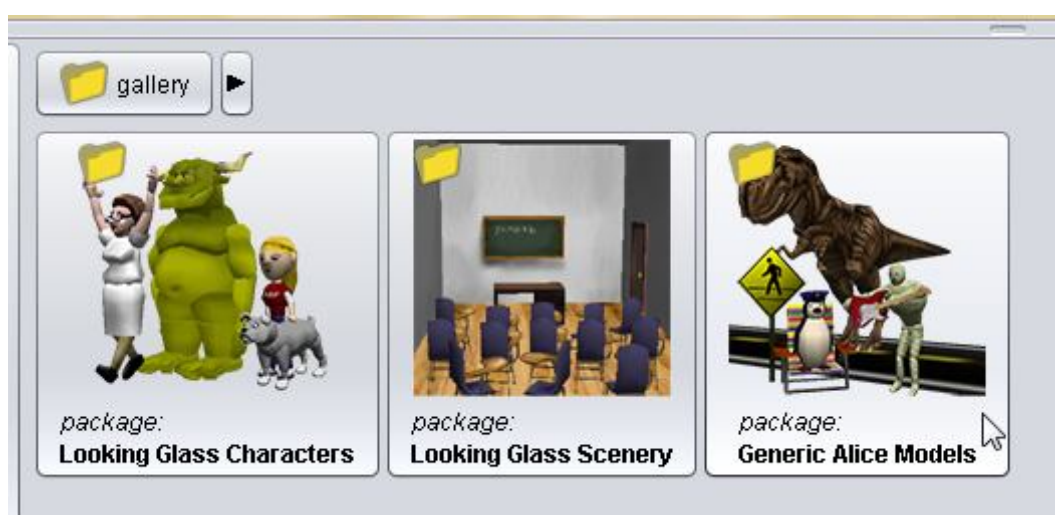 gallery
package:
Looking Glass Characters
package:
Looking Glass Scenery
package:
Generic Alice Models